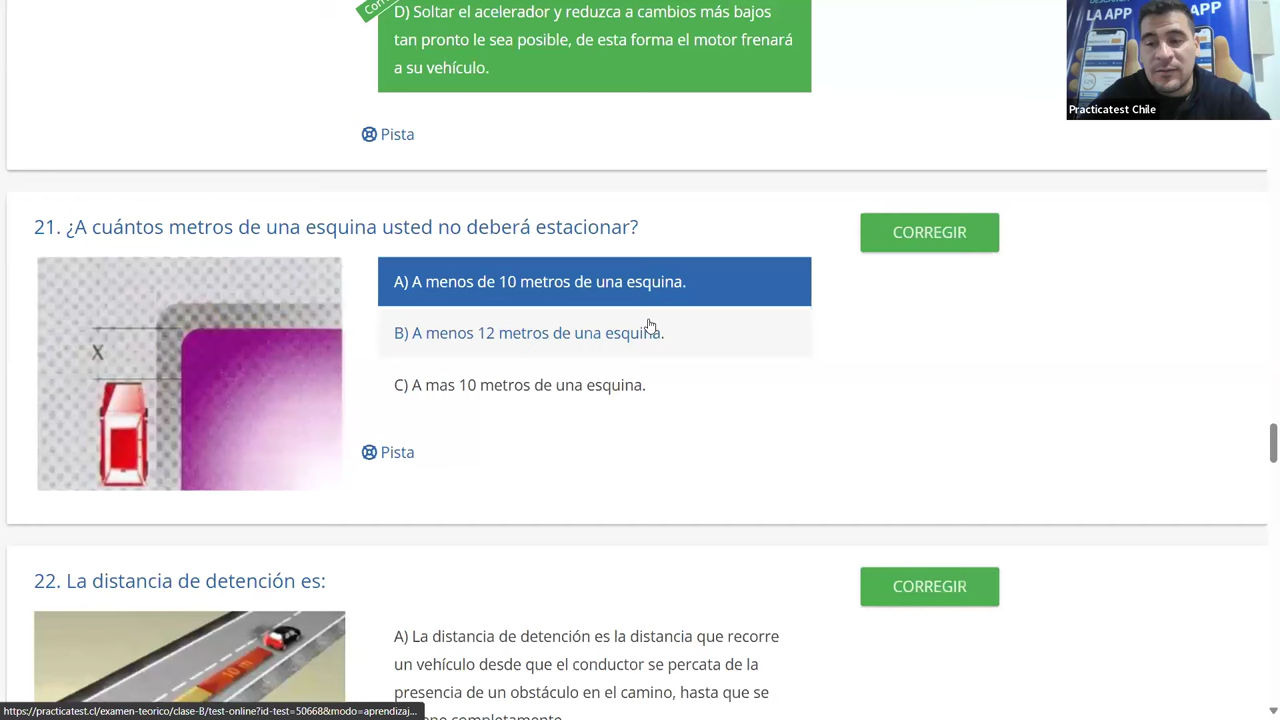 D) Soltar el acelerador y reduzca a cambios más bajos
tan pronto le sea posible, de esta forma el motor frenará
a su vehículo.
LA APP
APP
Practicatest Chile
Pista
21. ¿A cuántos metros de una esquina usted no deberá estacionar?
CORREGIR
A) A menos de 10 metros de una esquina.
B) A menos 12 metros de una esquina.
X
C) A mas 10 metros de una esquina.
Pista
22. La distancia de detención es:
CORREGIR
A) La distancia de detención es la distancia que recorre
un vehículo desde que el conductor se percata de la
10 m
presencia de un obstáculo en el camino, hasta que se
completamente.
https://practicatest.cl/examen-teorico/clase-B/test-online?id-test=50668&modo=aprendizaj...